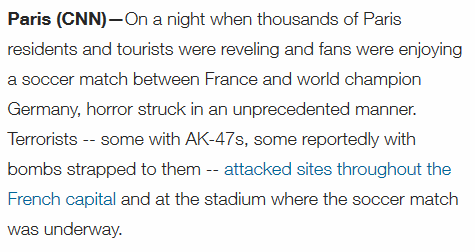 Paris (CNN)—On a night when thousands of Paris
residents and tourists were reveling and fans were enjoying
a soccer match between France and world champion
Germany, horror struck in an unprecedented manner.
Terrorists -- some with AK-47s, some reportedly with
bombs strapped to them -- attacked sites throughout the
French capital and at the stadium where the soccer match
was underway.